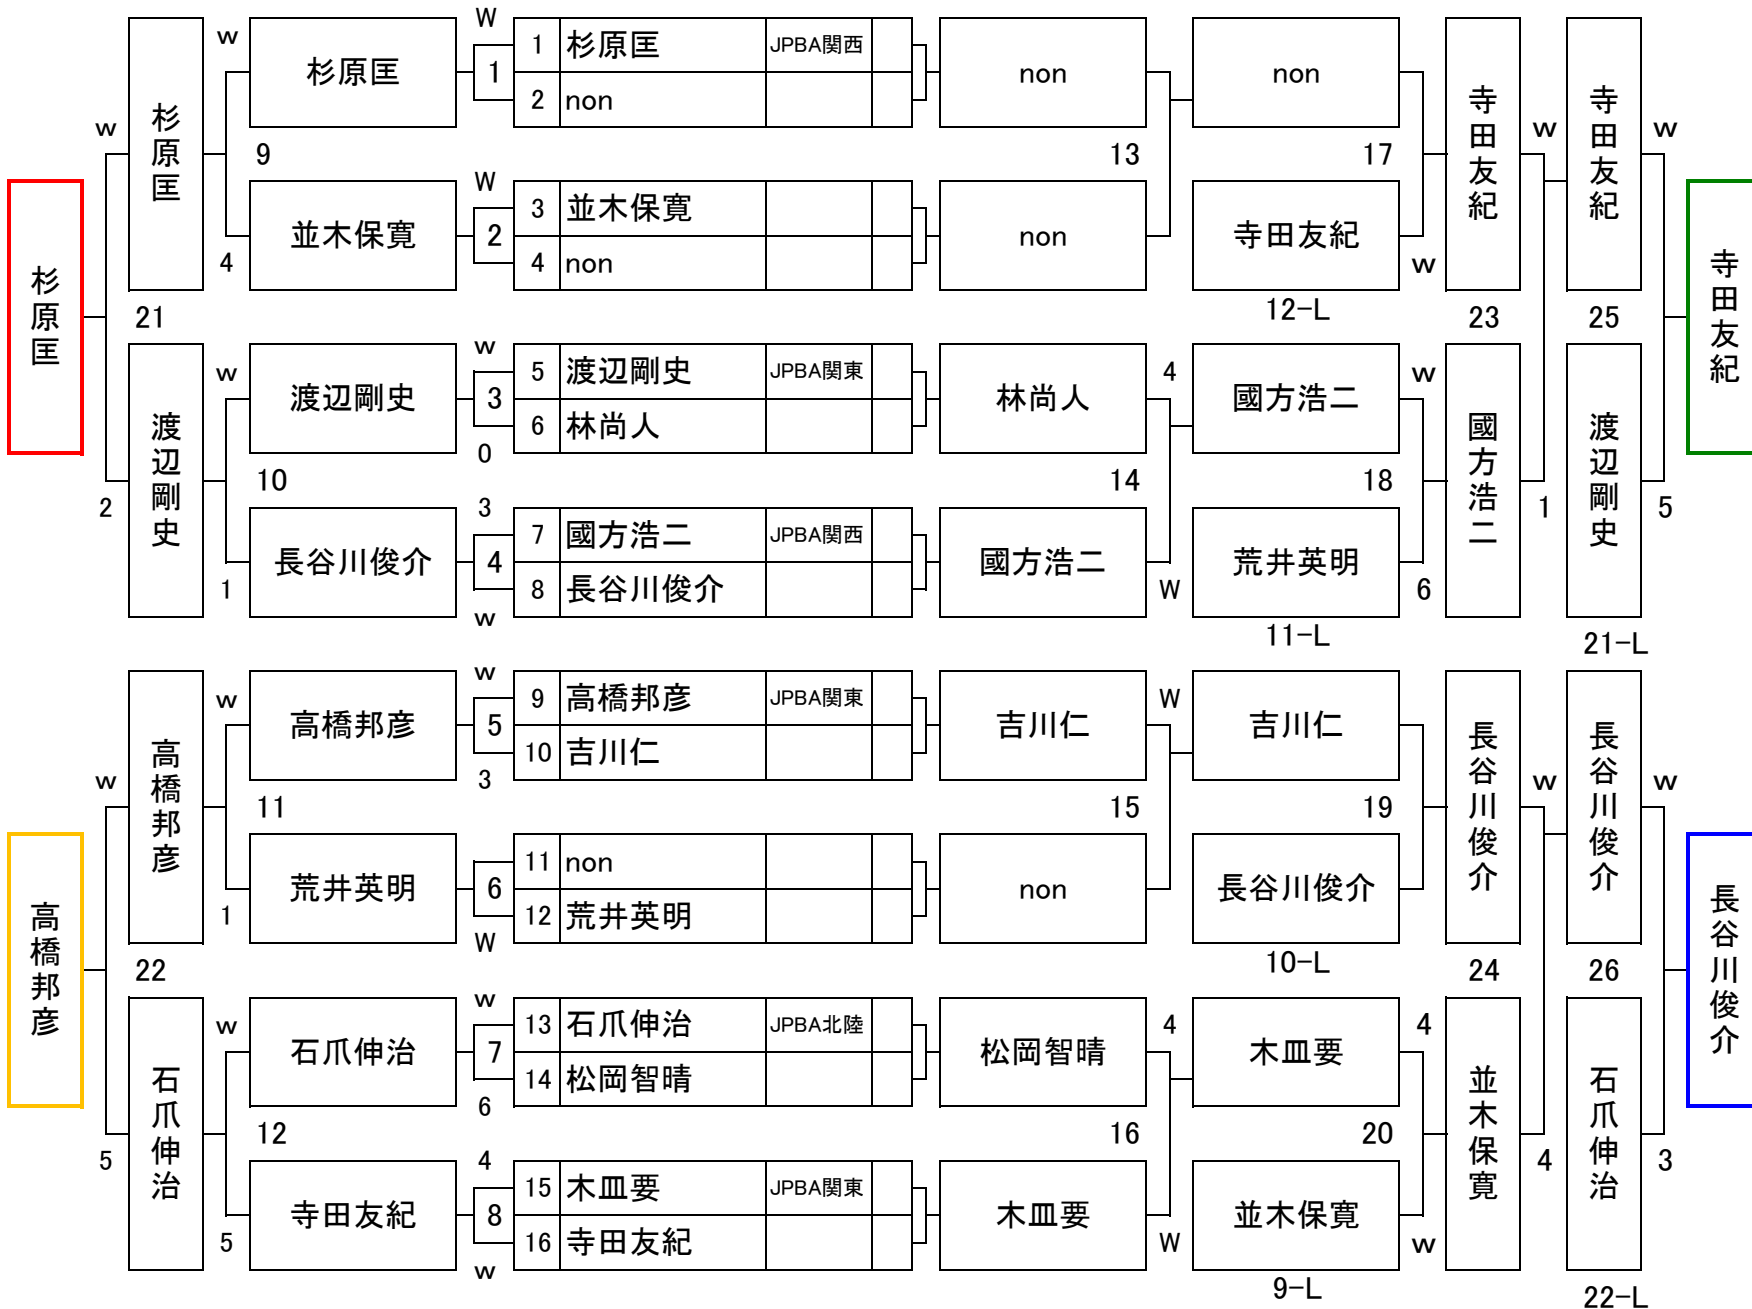 杉原匡
高橋邦彦
w
2
w
5
杉原匡
21
渡辺剛史
高橋邦彦
22
石爪伸治
w
4
w
1
w
1
w
5
杉原匡
9
並木保寛
渡辺剛史
10
長谷川俊介
高橋邦彦
11
荒井英明
石爪伸治
12
寺田友紀
W
1
W
2
w
3
0
3
4
w
w
5
3
6
W
w
7
6
4
8
w
1 杉原匡 JPBA関西
2 non
3 並木保寛
4 non
5 渡辺剛史 JPBA関東
6 林尚人
7 國方浩二 JPBA関西
8 長谷川俊介
9 高橋邦彦 JPBA関東
10 吉川仁
11 non
12 荒井英明
13 石爪伸治 JPBA北陸
14 松岡智晴
15 木皿要 JPBA関東
16 寺田友紀
non
13
non
林尚人
14
國方浩二
吉川仁
15
non
松岡智晴
16
木皿要
4
W
W
4
W
non
17
寺田友紀
12-L
國方浩二
18
荒井英明
11-L
吉川仁
19
長谷川俊介
10-L
木皿要
20
並木保寛
9-L
w
w
6
4
w
寺田友紀
23
國方浩二
長谷川俊介
24
並木保寛
w
1
w
4
寺田友紀
25
渡辺剛史
21-L
長谷川俊介
26
石爪伸治
22-L
w
5
w
3
寺田友紀
長谷川俊介